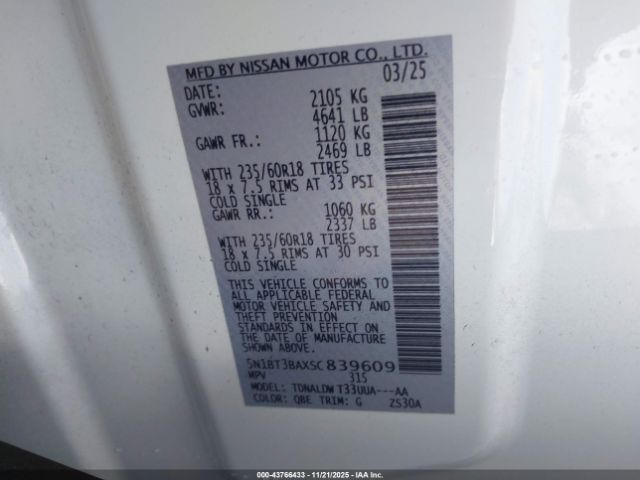 MFD BY NISSAN MOTOR CO., LTD.
DATE: 03/25
GVWR: 2105 KG
4641 LB
GAWR FR.: 1120 KG
2469 LB
WITH 235/60R18 TIRES
18 x 7.5 RIMS AT 33 PSI
COLD SINGLE
GAWR RR.: 1060 KG
2337 LB
WITH 235/60R18 TIRES
18 x 7.5 RIMS AT 30 PSI
COLD SINGLE
THIS VEHICLE CONFORMS TO
ALL APPLICABLE FEDERAL
MOTOR VEHICLE SAFETY AND
THEFT PREVENTION
STANDARDS IN EFFECT ON
THE DATE OF MANUFACTURE
SHOWN ABOVE.
5N1BT3BAXSC 839609
MPV 315
MODEL: TDNALDW T33UUA---AA
COLOR: QBE TRIM: G ZS30A
000-43766433 - 11/21/2025 - IAA Inc.